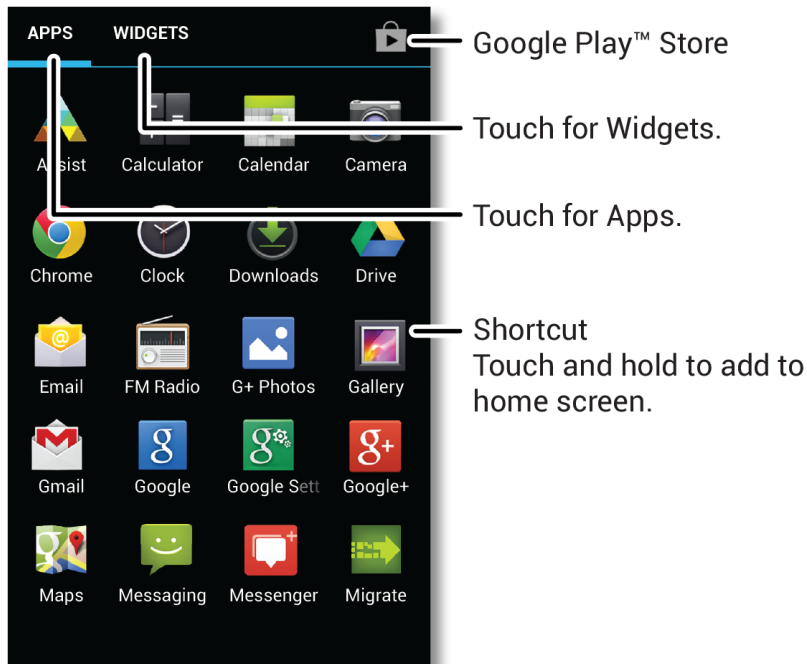 APPS WIDGETS
Google Play™ Store
Touch for Widgets.
Assist Calculator Calendar Camera
Touch for Apps.
Chrome Clock Downloads Drive
Shortcut
Touch and hold to add to
home screen.
Email FM Radio G+ Photos Gallery
Gmail Google Google Sett Google+
Maps Messaging Messenger Migrate